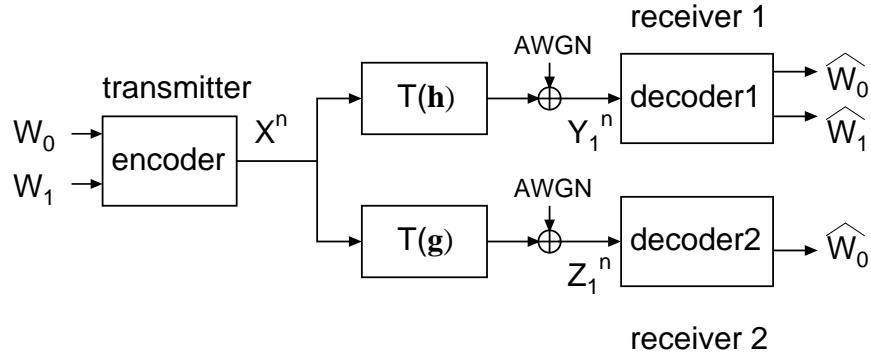 receiver 1
AWGN
transmitter
T(h)
decoder1
Ŵ₀
W₀
Xⁿ
Y₁ⁿ
Ŵ₁
encoder
W₁
AWGN
T(g)
decoder2
Ŵ₀
Z₁ⁿ
receiver 2